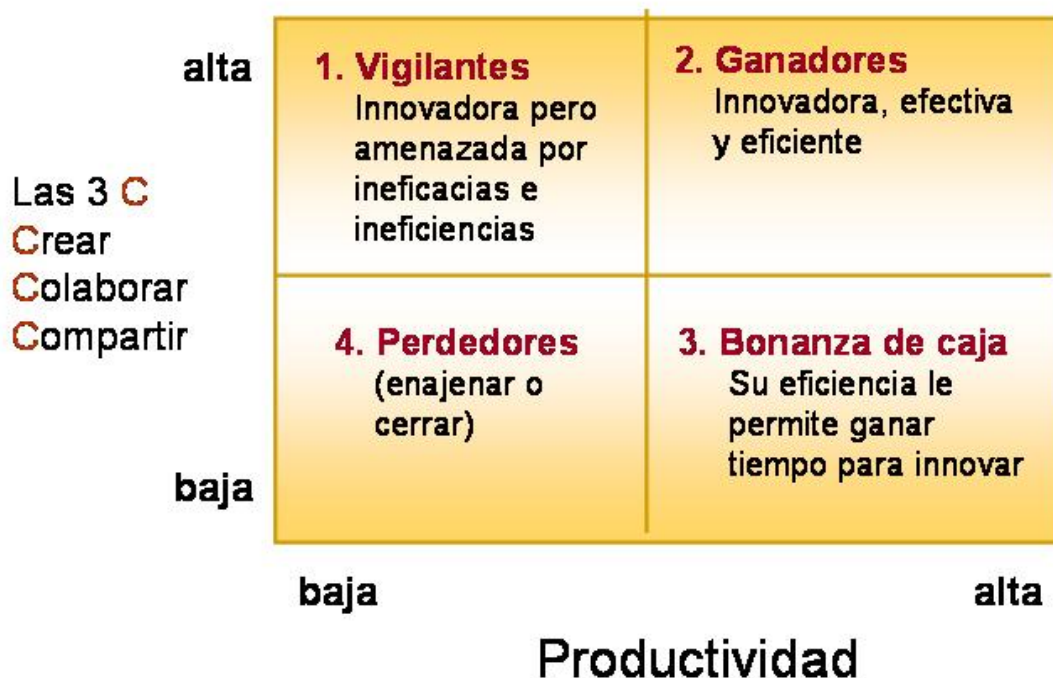 alta
1. Vigilantes
Innovadora pero
amenazada por
ineficacias e
ineficiencias
2. Ganadores
Innovadora, efectiva
y eficiente
Las 3 C
Crear
Colaborar
Compartir
4. Perdedores
(enajenar o
cerrar)
3. Bonanza de caja
Su eficiencia le
permite ganar
tiempo para innovar
baja
baja
alta
Productividad